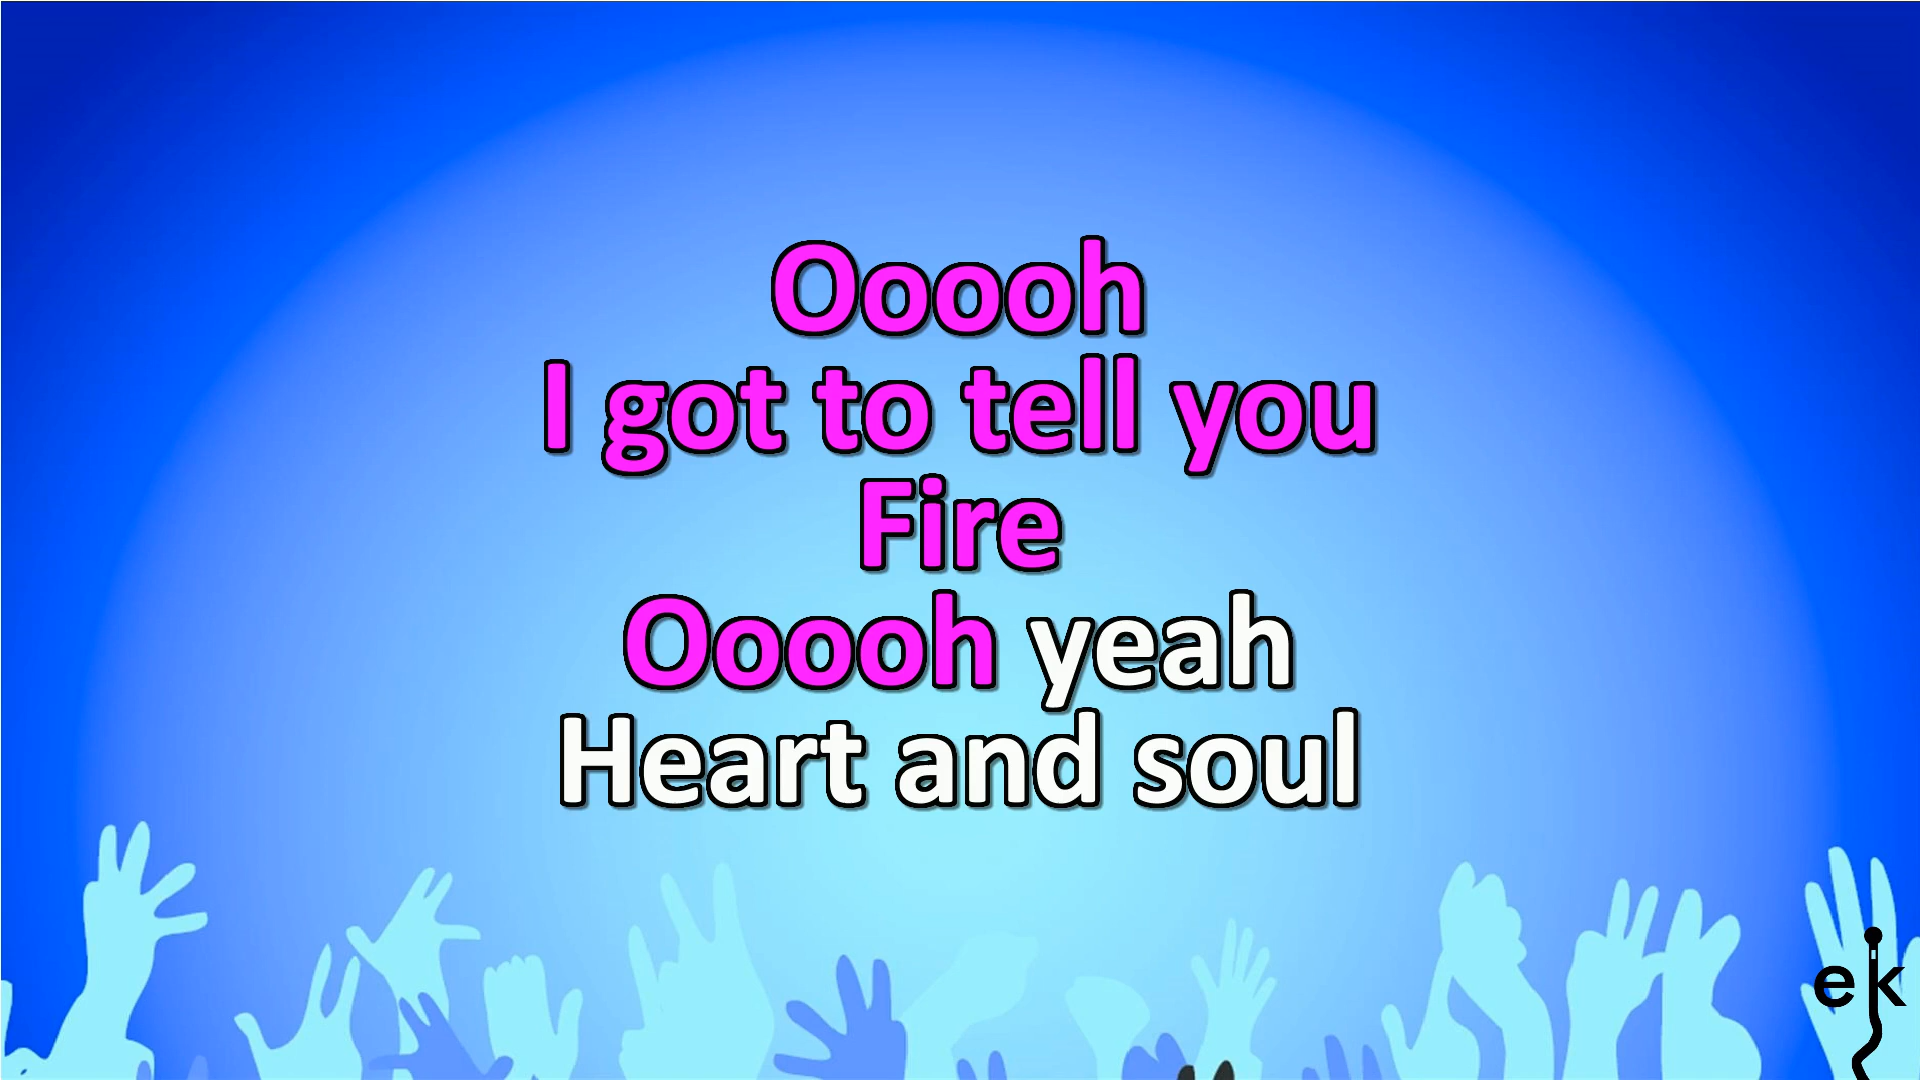 Ooooh
I got to tell you
Fire
Ooooh yeah
Heart and soul
ek